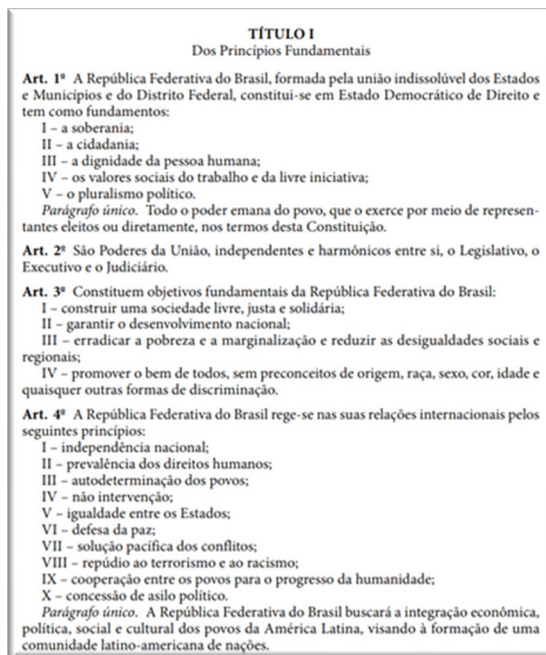 TÍTULO I
Dos Princípios Fundamentais
Art. 1º A República Federativa do Brasil, formada pela união indissolúvel dos Estados
e Municípios e do Distrito Federal, constitui-se em Estado Democrático de Direito e
tem como fundamentos:
I – a soberania;
II – a cidadania;
III – a dignidade da pessoa humana;
IV – os valores sociais do trabalho e da livre iniciativa;
V – o pluralismo político.
Parágrafo único. Todo o poder emana do povo, que o exerce por meio de represen-
tantes eleitos ou diretamente, nos termos desta Constituição.
Art. 2º São Poderes da União, independentes e harmônicos entre si, o Legislativo, o
Executivo e o Judiciário.
Art. 3º Constituem objetivos fundamentais da República Federativa do Brasil:
I – construir uma sociedade livre, justa e solidária;
II – garantir o desenvolvimento nacional;
III – erradicar a pobreza e a marginalização e reduzir as desigualdades sociais e
regionais;
IV – promover o bem de todos, sem preconceitos de origem, raça, sexo, cor, idade e
quaisquer outras formas de discriminação.
Art. 4º A República Federativa do Brasil rege-se nas suas relações internacionais pelos
seguintes princípios:
I – independência nacional;
II – prevalência dos direitos humanos;
III – autodeterminação dos povos;
IV – não intervenção;
V – igualdade entre os Estados;
VI – defesa da paz;
VII – solução pacífica dos conflitos;
VIII – repúdio ao terrorismo e ao racismo;
IX – cooperação entre os povos para o progresso da humanidade;
X – concessão de asilo político.
Parágrafo único. A República Federativa do Brasil buscará a integração econômica,
política, social e cultural dos povos da América Latina, visando à formação de uma
comunidade latino-americana de nações.